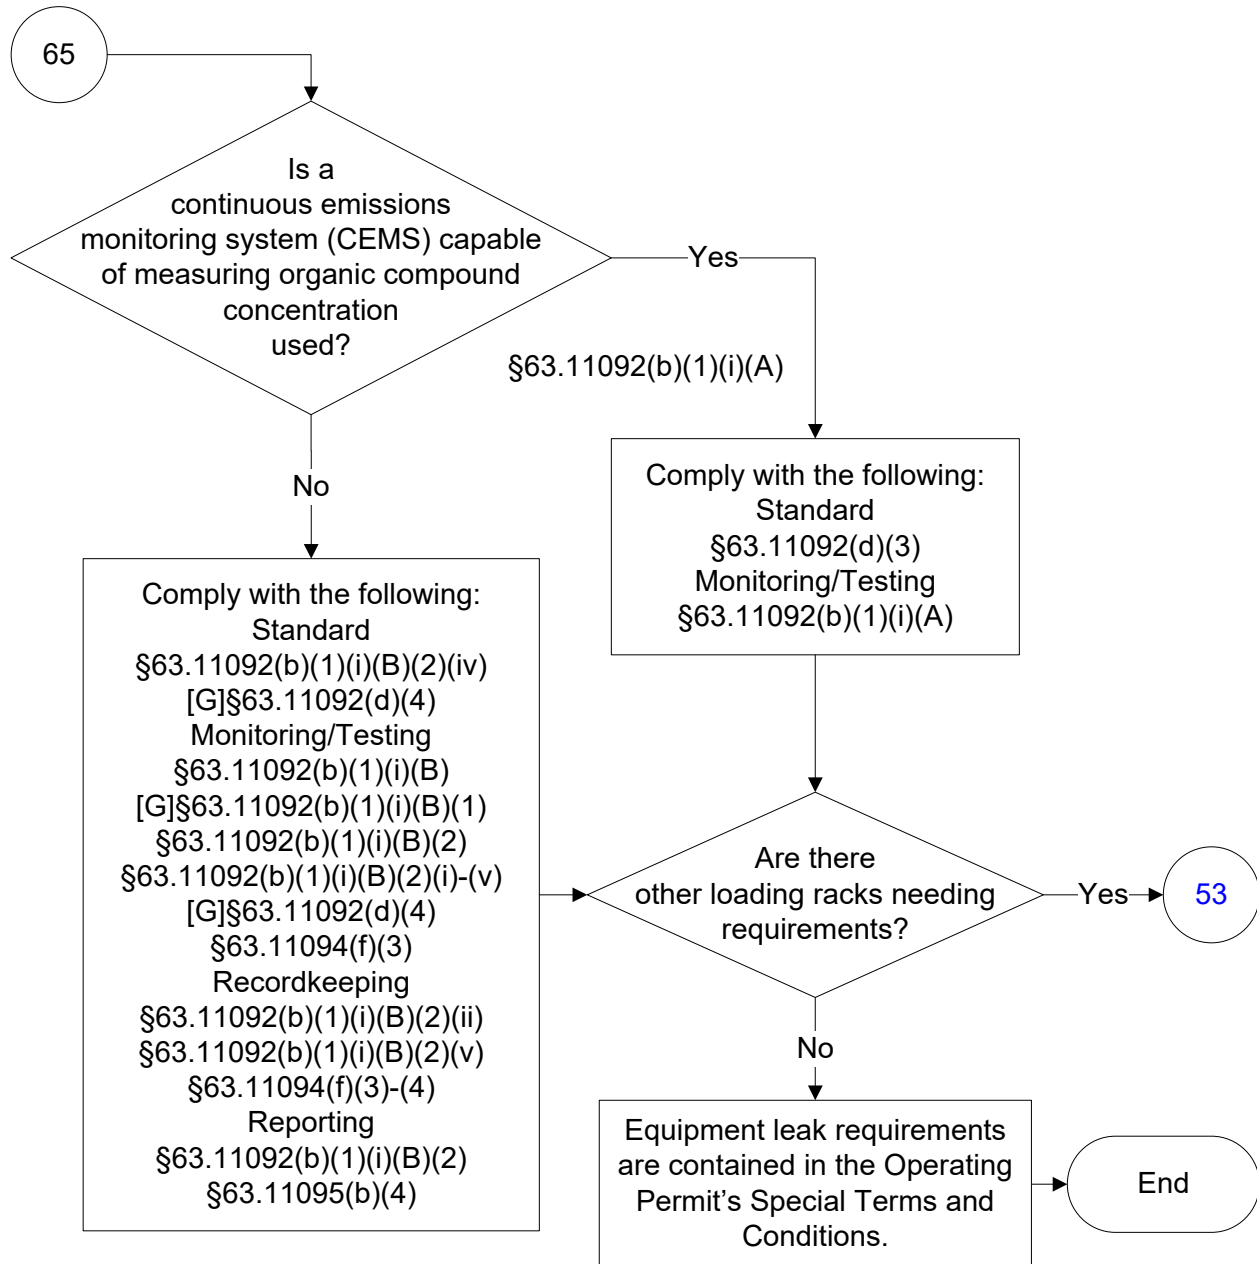 65
Is a
continuous emissions
monitoring system (CEMS) capable
of measuring organic compound
concentration
used?
Yes
§63.11092(b)(1)(i)(A)
No
Comply with the following:
Standard
§63.11092(d)(3)
Monitoring/Testing
§63.11092(b)(1)(i)(A)
Comply with the following:
Standard
§63.11092(b)(1)(i)(B)(2)(iv)
[G]§63.11092(d)(4)
Monitoring/Testing
§63.11092(b)(1)(i)(B)
[G]§63.11092(b)(1)(i)(B)(1)
§63.11092(b)(1)(i)(B)(2)
§63.11092(b)(1)(i)(B)(2)(i)-(v)
[G]§63.11092(d)(4)
§63.11094(f)(3)
Recordkeeping
§63.11092(b)(1)(i)(B)(2)(ii)
§63.11092(b)(1)(i)(B)(2)(v)
§63.11094(f)(3)-(4)
Reporting
§63.11092(b)(1)(i)(B)(2)
§63.11095(b)(4)
Are there
other loading racks needing
requirements?
Yes
53
No
Equipment leak requirements
are contained in the Operating
Permit’s Special Terms and
Conditions.
End